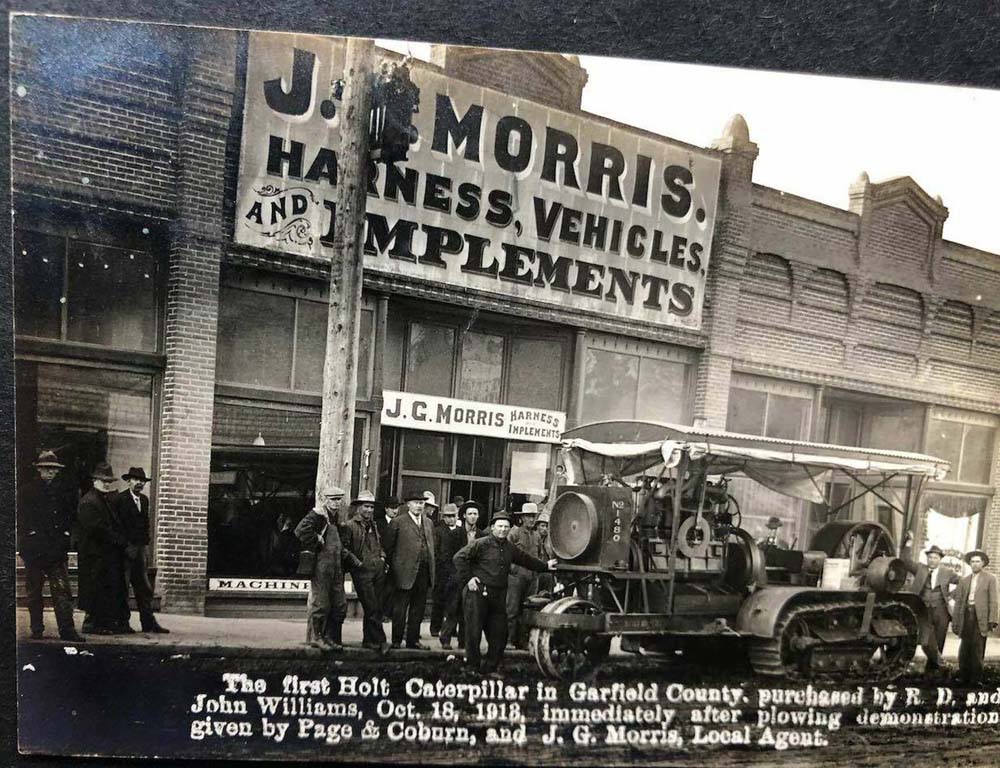 J. MORRIS.
HARNESS, VEHICLES,
AND IMPLEMENTS
J.G. MORRIS HARNESS
IMPLEMENTS
No
1480
MACHINE
The first Holt Caterpillar in Garfield County. purchased by R. D. and
John Williams, Oct. 18, 1913, immediately after plowing demonstration
given by Page & Coburn, and J. G. Morris, Local Agent.